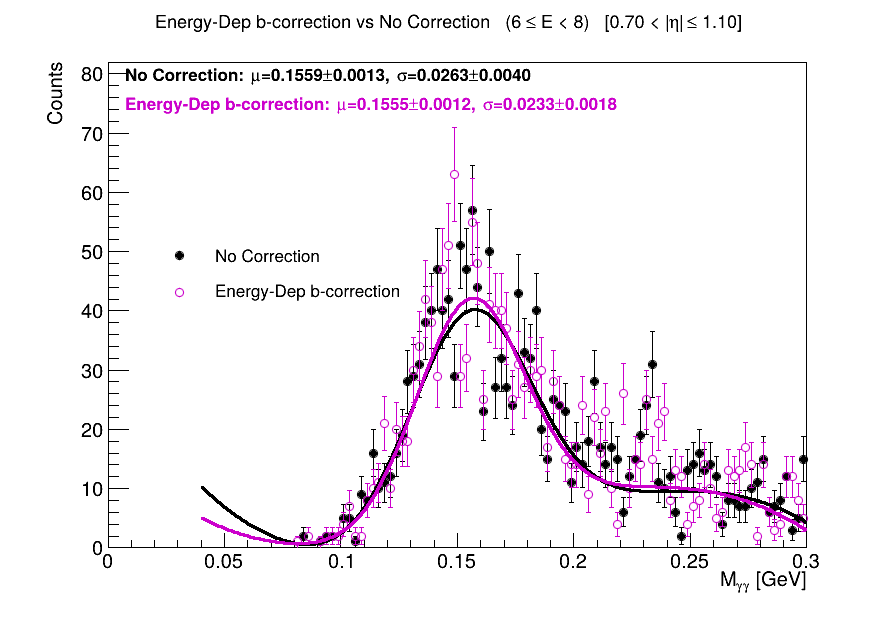 Energy-Dep b-correction vs No Correction (6 ≤ E < 8) [0.70 < |η| ≤ 1.10]
Counts
No Correction: μ=0.1559±0.0013, σ=0.0263±0.0040
Energy-Dep b-correction: μ=0.1555±0.0012, σ=0.0233±0.0018
No Correction
Energy-Dep b-correction
80
70
60
50
40
30
20
10
0
0 0.05 0.1 0.15 0.2 0.25 0.3
Mγγ [GeV]